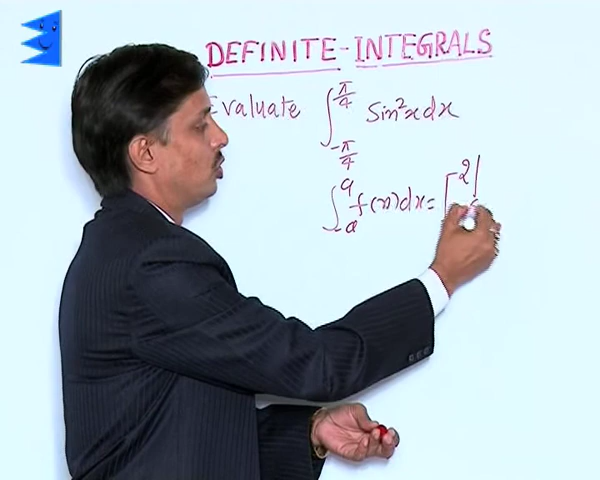 DEFINITE-INTEGRALS
Evaluate ∫_{-π/4}^{π/4} sin²x dx
∫_{-a}^{a} f(x)dx = [2∫